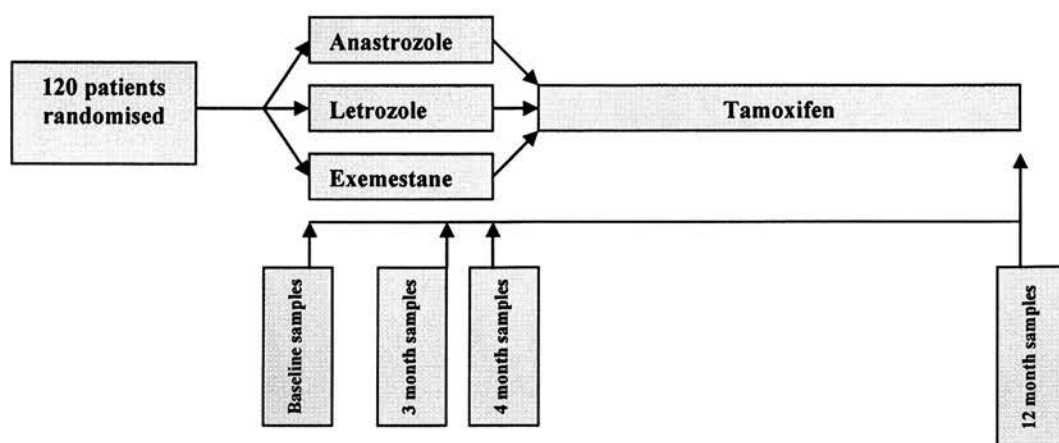 120 patients
randomised
Anastrozole
Letrozole
Exemestane
Tamoxifen
Baseline samples
3 month samples
4 month samples
12 month samples